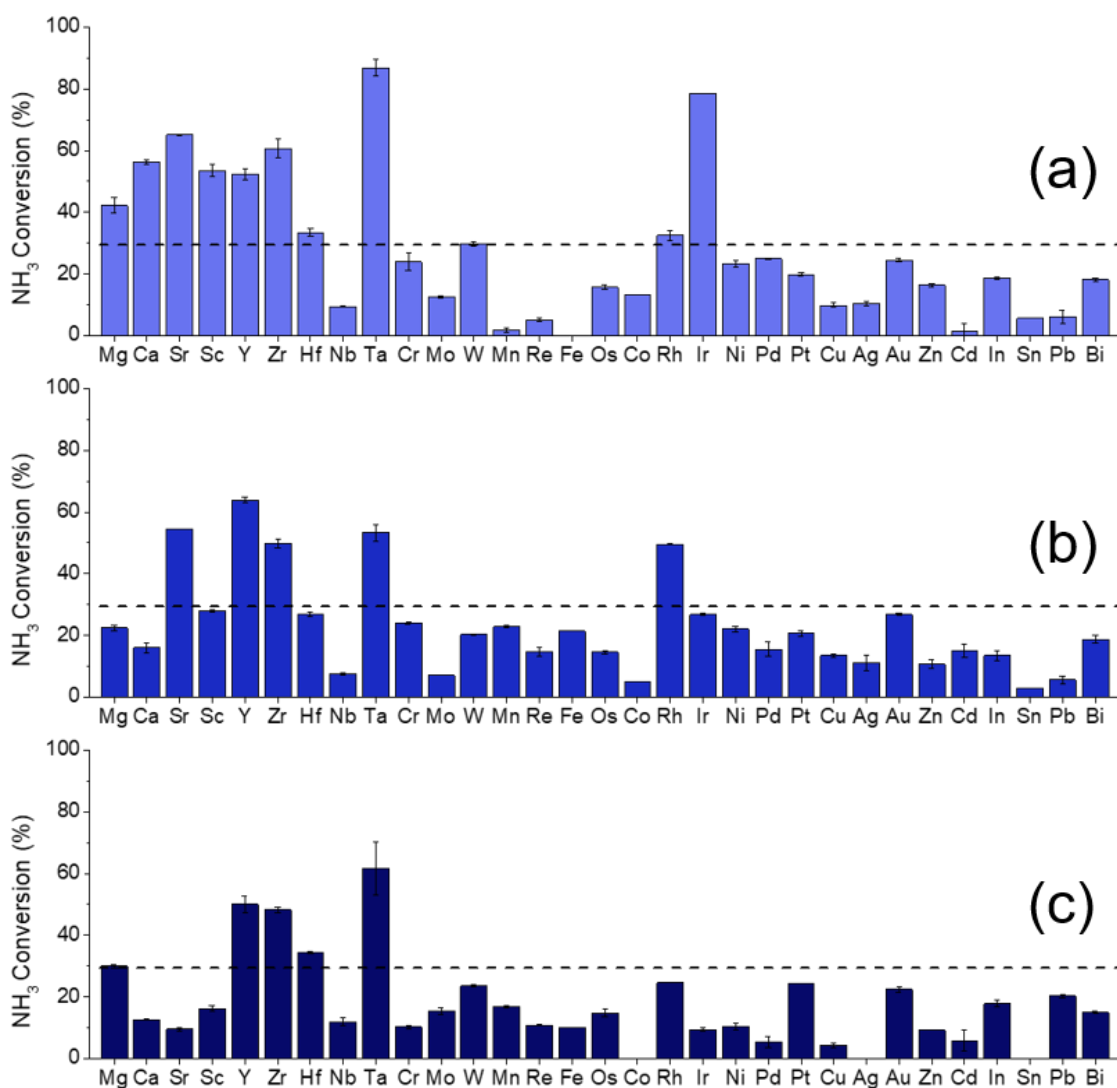 100
80
60
40
20
0
NH3 Conversion (%)
(a)
Mg Ca Sr Sc Y Zr Hf Nb Ta Cr Mo W Mn Re Fe Os Co Rh Ir Ni Pd Pt Cu Ag Au Zn Cd In Sn Pb Bi
100
80
60
40
20
0
NH3 Conversion (%)
(b)
Mg Ca Sr Sc Y Zr Hf Nb Ta Cr Mo W Mn Re Fe Os Co Rh Ir Ni Pd Pt Cu Ag Au Zn Cd In Sn Pb Bi
100
80
60
40
20
0
NH3 Conversion (%)
(c)
Mg Ca Sr Sc Y Zr Hf Nb Ta Cr Mo W Mn Re Fe Os Co Rh Ir Ni Pd Pt Cu Ag Au Zn Cd In Sn Pb Bi